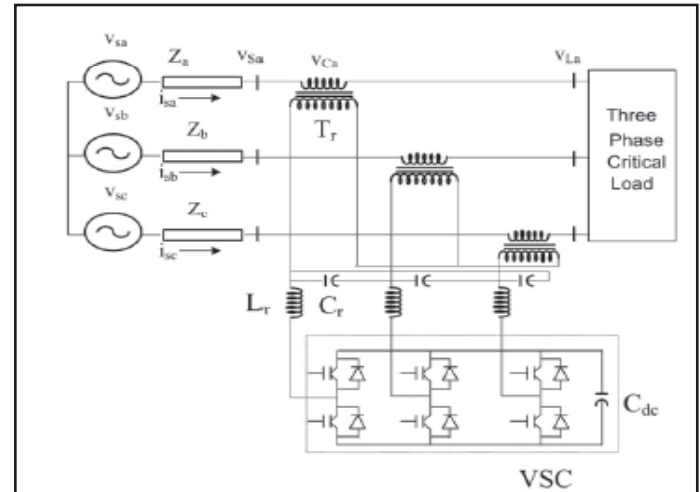 v_sa
Z_a
v_Sa
v_Ca
v_La
i_sa
T_r
v_sb
Z_b
i_sb
v_sc
Z_c
i_sc
Three
Phase
Critical
Load
L_r
C_r
C_dc
VSC